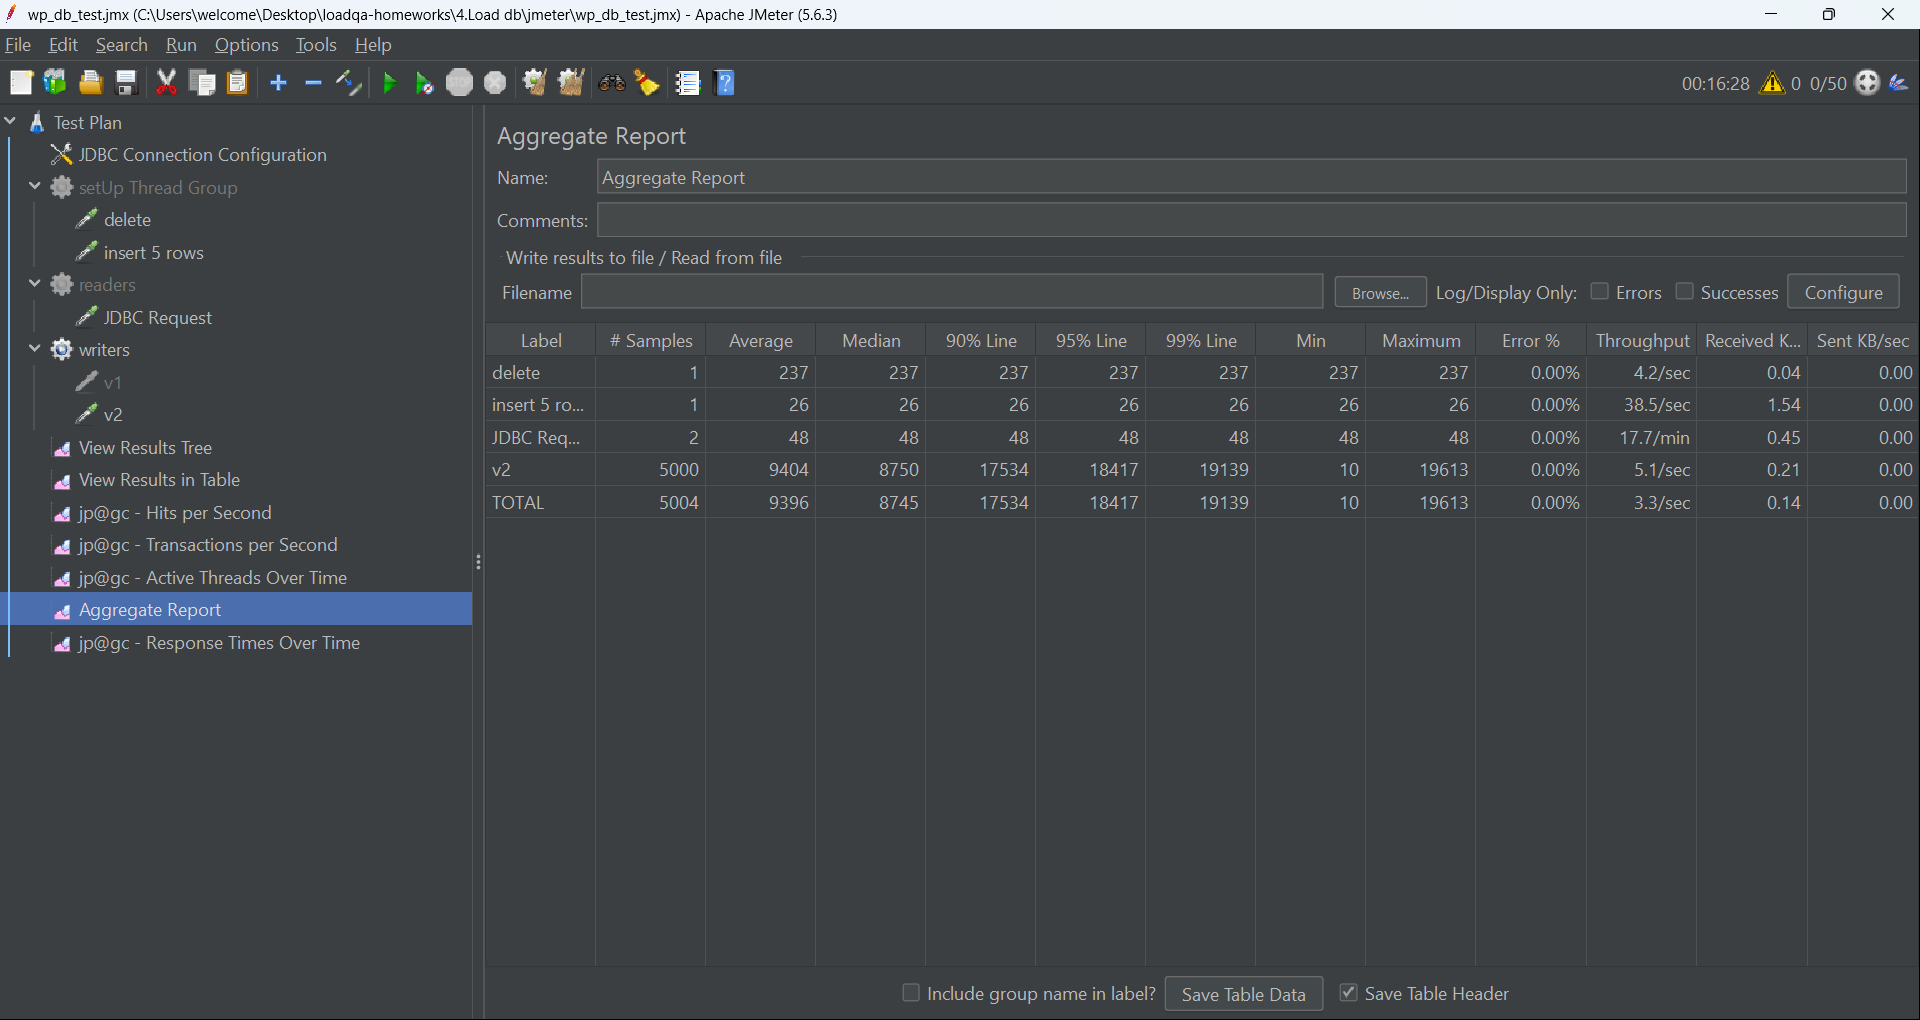 wp_db_test.jmx (C:\Users\welcome\Desktop\loadqa-homeworks\4.Load db\jmeter\wp_db_test.jmx) - Apache JMeter (5.6.3)
File Edit Search Run Options Tools Help
00:16:28 0 0/50
Test Plan
JDBC Connection Configuration
setUp Thread Group
delete
insert 5 rows
readers
JDBC Request
writers
v1
v2
View Results Tree
View Results in Table
jp@gc - Hits per Second
jp@gc - Transactions per Second
jp@gc - Active Threads Over Time
Aggregate Report
jp@gc - Response Times Over Time
Aggregate Report
Name: Aggregate Report
Comments:
Write results to file / Read from file
Filename Browse... Log/Display Only: Errors Successes Configure
Label # Samples Average Median 90% Line 95% Line 99% Line Min Maximum Error % Throughput Received K... Sent KB/sec
delete 1 237 237 237 237 237 237 237 0.00% 4.2/sec 0.04 0.00
insert 5 ro... 1 26 26 26 26 26 26 26 0.00% 38.5/sec 1.54 0.00
JDBC Req... 2 48 48 48 48 48 48 48 0.00% 17.7/min 0.45 0.00
v2 5000 9404 8750 17534 18417 19139 10 19613 0.00% 5.1/sec 0.21 0.00
TOTAL 5004 9396 8745 17534 18417 19139 10 19613 0.00% 3.3/sec 0.14 0.00
Include group name in label? Save Table Data Save Table Header